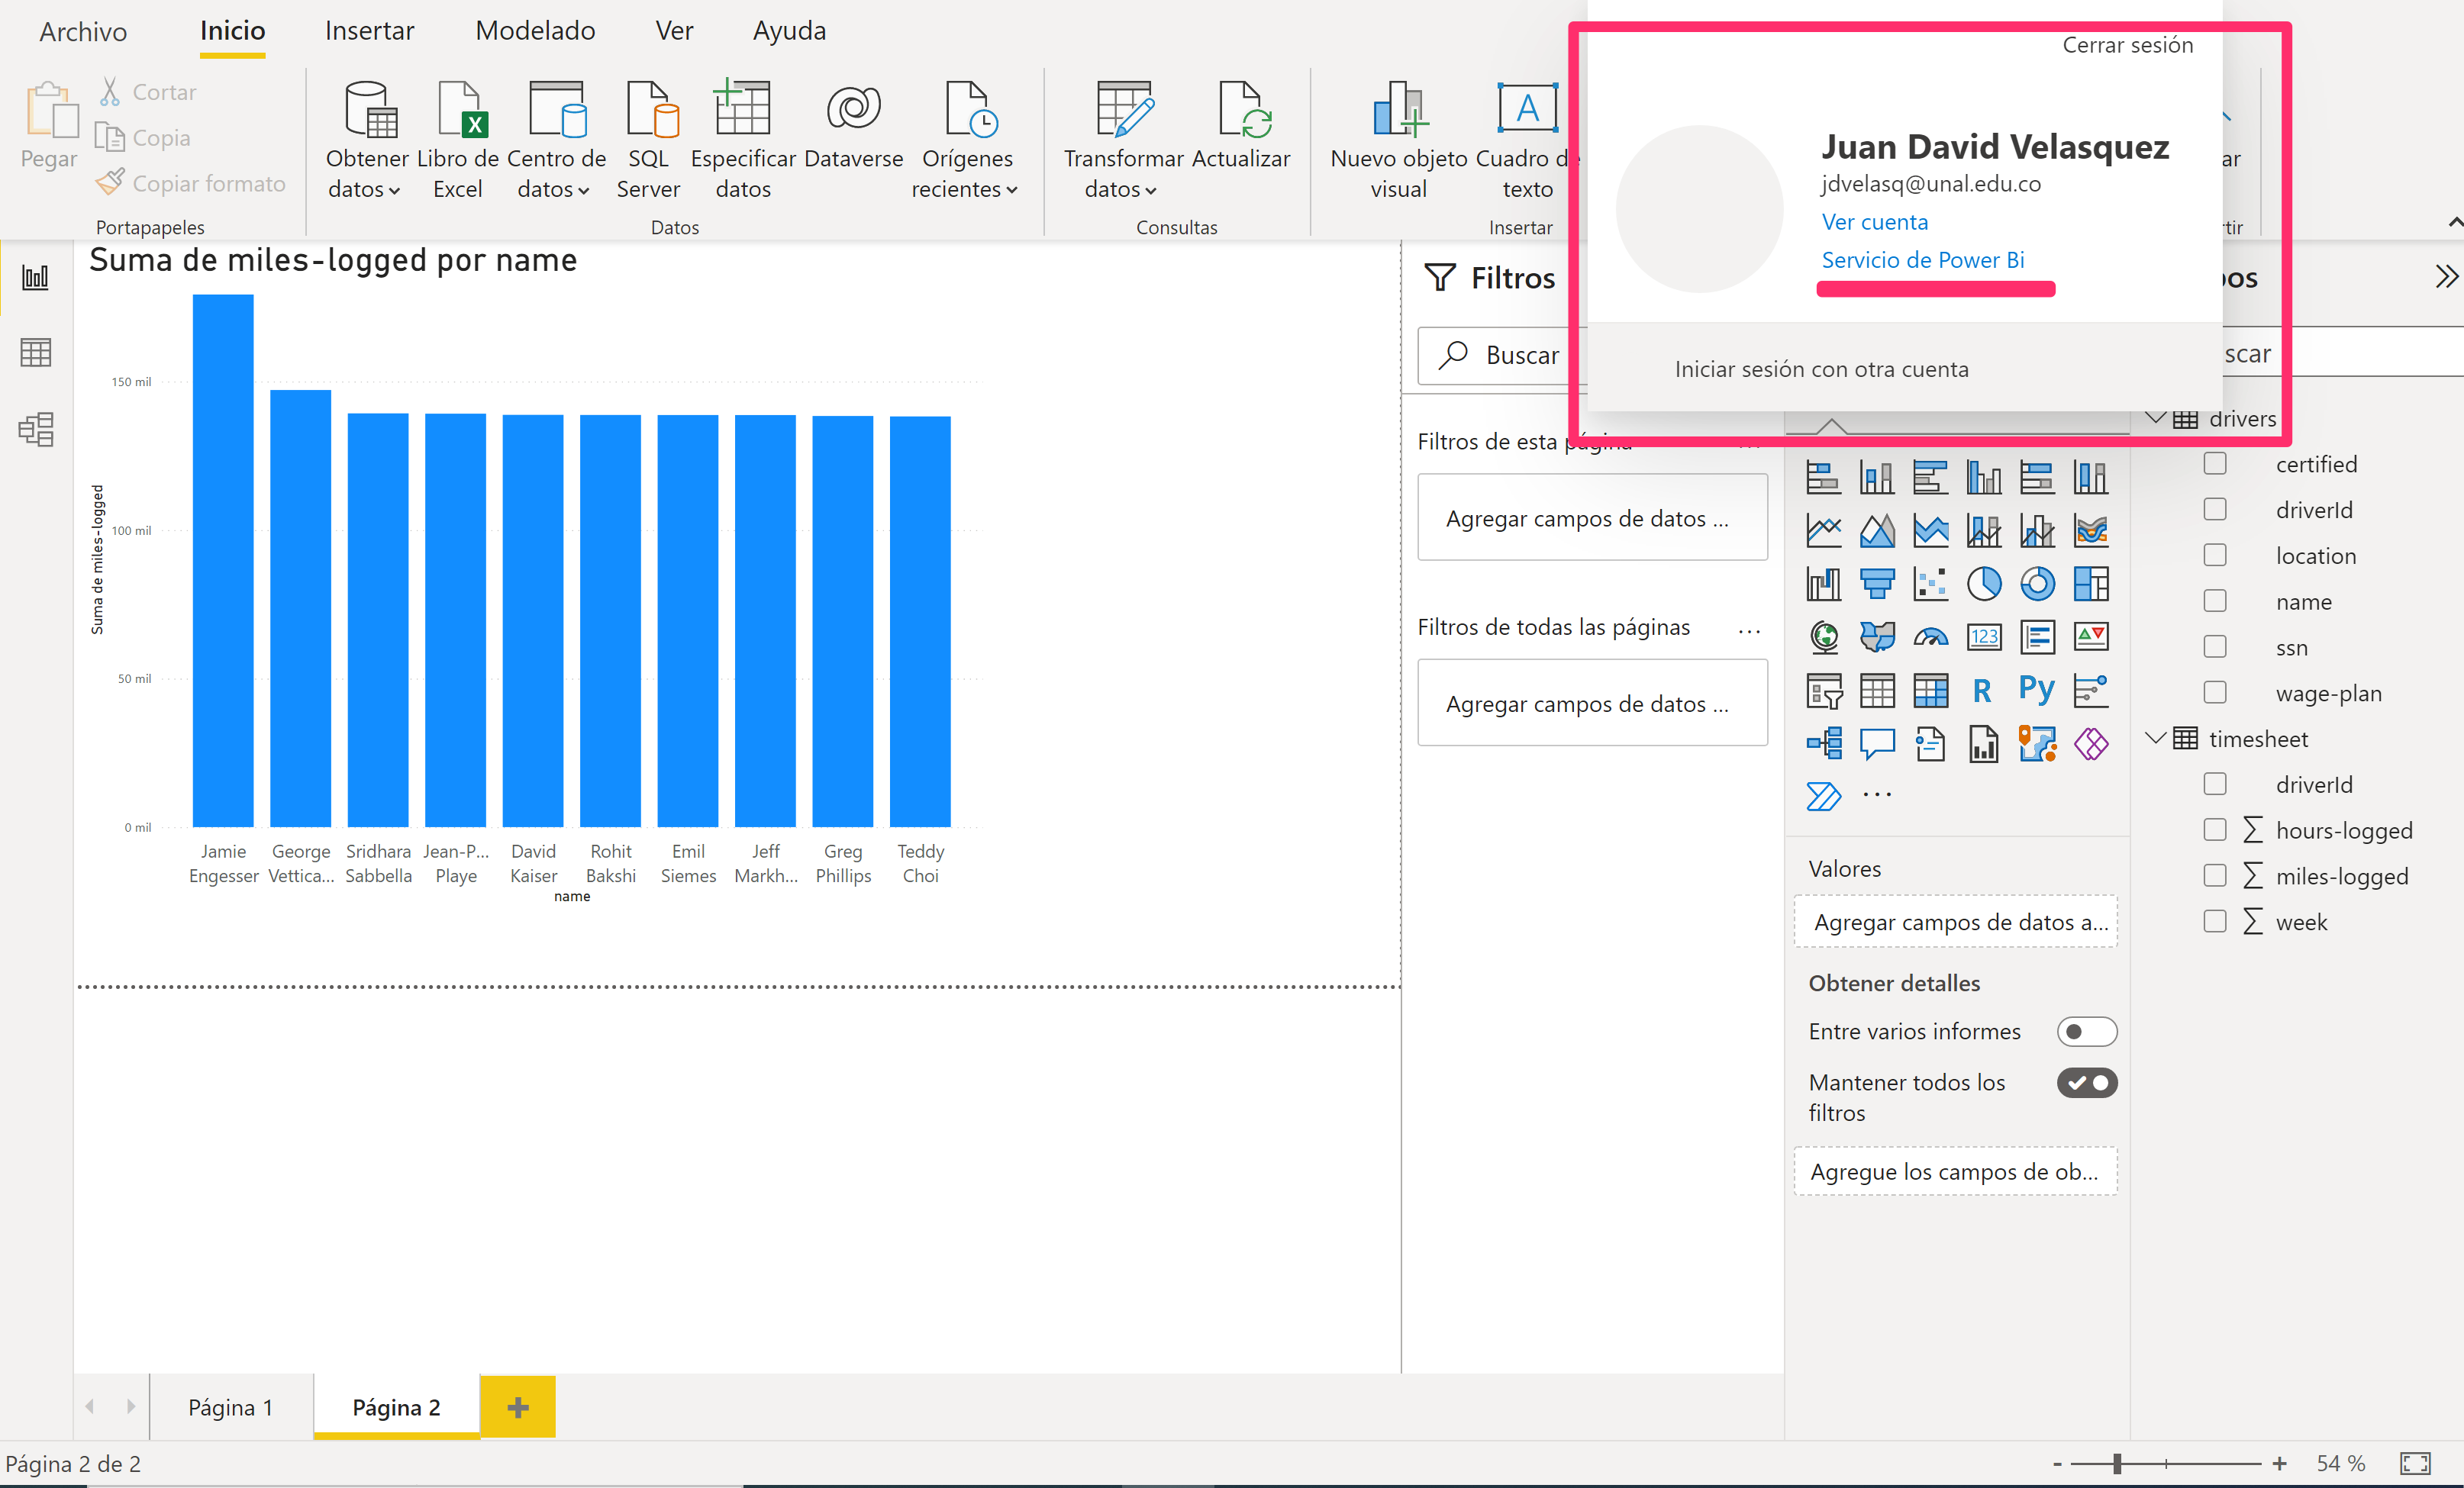 Archivo
Inicio
Insertar
Modelado
Ver
Ayuda
Pegar
Cortar
Copia
Copiar formato
Portapapeles
Obtener
datos
Libro de
Excel
Centro de
datos
SQL
Server
Especificar
datos
Dataverse
Orígenes
recientes
Datos
Transformar
datos
Actualizar
Consultas
Nuevo objeto
visual
Cuadro de
texto
Insertar
Cerrar sesión
Juan David Velasquez
jdvelasq@unal.edu.co
Ver cuenta
Servicio de Power Bi
Iniciar sesión con otra cuenta
Suma de miles-logged por name
Suma de miles-logged
150 mil
100 mil
50 mil
0 mil
Jamie
Engesser
George
Vettica...
Sridhara
Sabbella
Jean-P...
Playe
David
Kaiser
Rohit
Bakshi
Emil
Siemes
Jeff
Markh...
Greg
Phillips
Teddy
Choi
name
Filtros
Buscar
Filtros de esta página
Agregar campos de datos ...
Filtros de todas las páginas
Agregar campos de datos ...
123
R
Py
Valores
Agregar campos de datos a...
Obtener detalles
Entre varios informes
Mantener todos los
filtros
Agregue los campos de ob...
drivers
certified
driverId
location
name
ssn
wage-plan
timesheet
driverId
hours-logged
miles-logged
week
Página 1
Página 2
Página 2 de 2
54 %